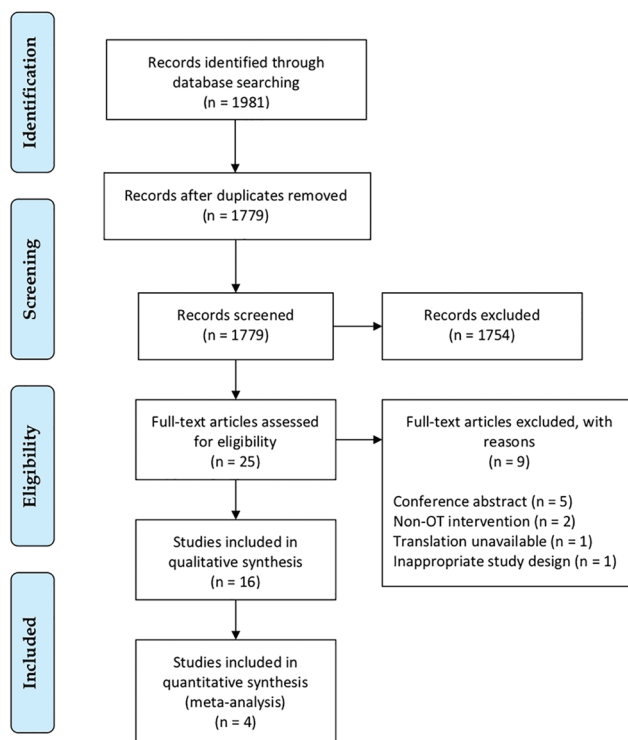 Identification
Records identified through
database searching
(n = 1981)
Records after duplicates removed
(n = 1779)
Screening
Records screened
(n = 1779)
Records excluded
(n = 1754)
Eligibility
Full-text articles assessed
for eligibility
(n = 25)
Full-text articles excluded, with
reasons
(n = 9)
Conference abstract (n = 5)
Non-OT intervention (n = 2)
Translation unavailable (n = 1)
Inappropriate study design (n = 1)
Studies included in
qualitative synthesis
(n = 16)
Included
Studies included in
quantitative synthesis
(meta-analysis)
(n = 4)